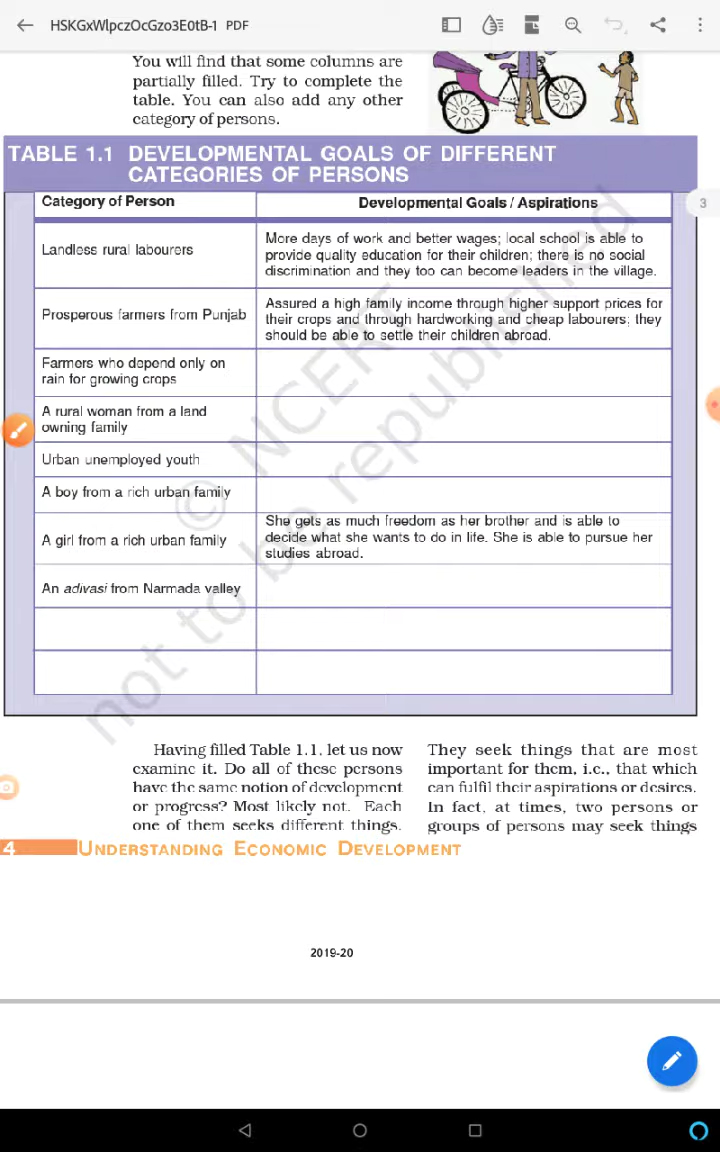 HSKGxWlpczOcGzo3E0tB-1 PDF
You will find that some columns are
partially filled. Try to complete the
table. You can also add any other
category of persons.
TABLE 1.1 DEVELOPMENTAL GOALS OF DIFFERENT
CATEGORIES OF PERSONS
3
Category of Person
Developmental Goals / Aspirations
Landless rural labourers
More days of work and better wages; local school is able to
provide quality education for their children; there is no social
discrimination and they too can become leaders in the village.
Prosperous farmers from Punjab
Assured a high family income through higher support prices for
their crops and through hardworking and cheap labourers; they
should be able to settle their children abroad.
Farmers who depend only on
rain for growing crops
A rural woman from a land
owning family
Urban unemployed youth
A boy from a rich urban family
A girl from a rich urban family
She gets as much freedom as her brother and is able to
decide what she wants to do in life. She is able to pursue her
studies abroad.
An adivasi from Narmada valley
© NCERT
not to be republished
Having filled Table 1.1, let us now
examine it. Do all of these persons
have the same notion of development
or progress? Most likely not. Each
one of them seeks different things.
They seek things that are most
important for them, i.e., that which
can fulfil their aspirations or desires.
In fact, at times, two persons or
groups of persons may seek things
4 UNDERSTANDING ECONOMIC DEVELOPMENT
2019-20